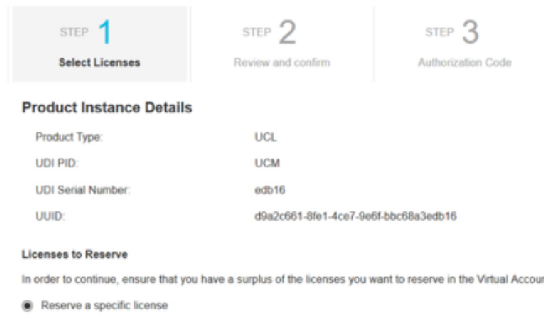 STEP 1 STEP 2 STEP 3
Select Licenses Review and confirm Authorization Code
Product Instance Details
Product Type: UCL
UDI PID: UCM
UDI Serial Number: edb16
UUID: d9a2c661-8fe1-4ce7-9e6f-bbc68a3edb16
Licenses to Reserve
In order to continue, ensure that you have a surplus of the licenses you want to reserve in the Virtual Accour
Reserve a specific license